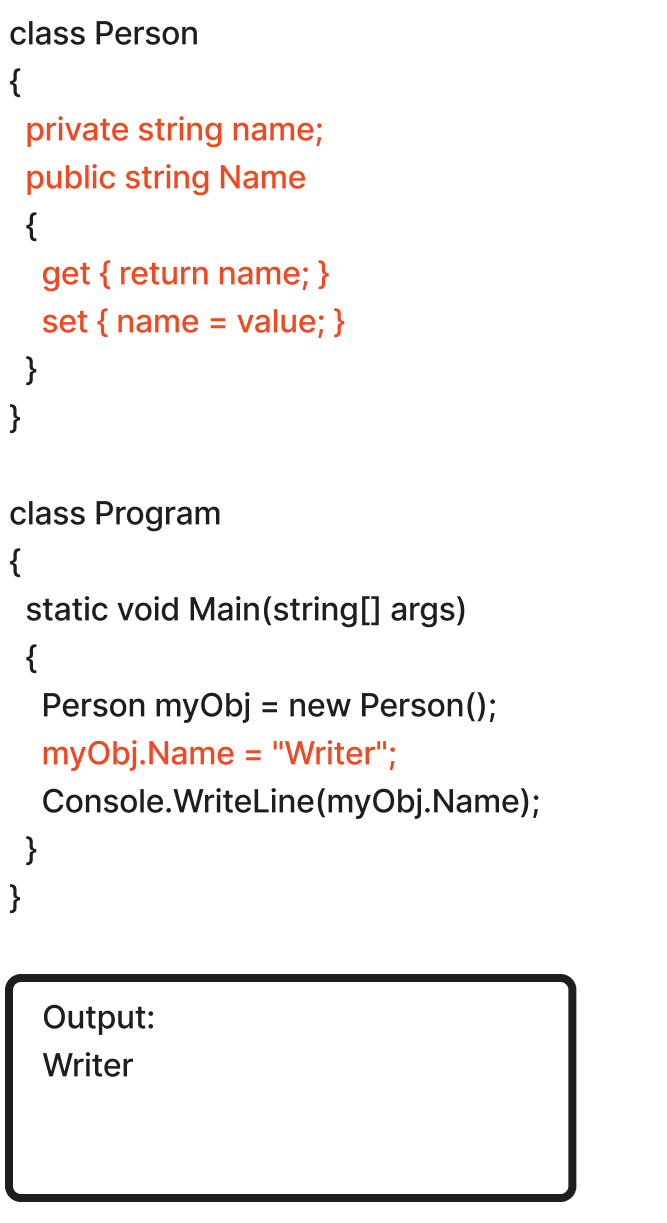 class Person
{
private string name;
public string Name
{
get { return name; }
set { name = value; }
}
}
class Program
{
static void Main(string[] args)
{
Person myObj = new Person();
myObj.Name = "Writer";
Console.WriteLine(myObj.Name);
}
}
Output:
Writer